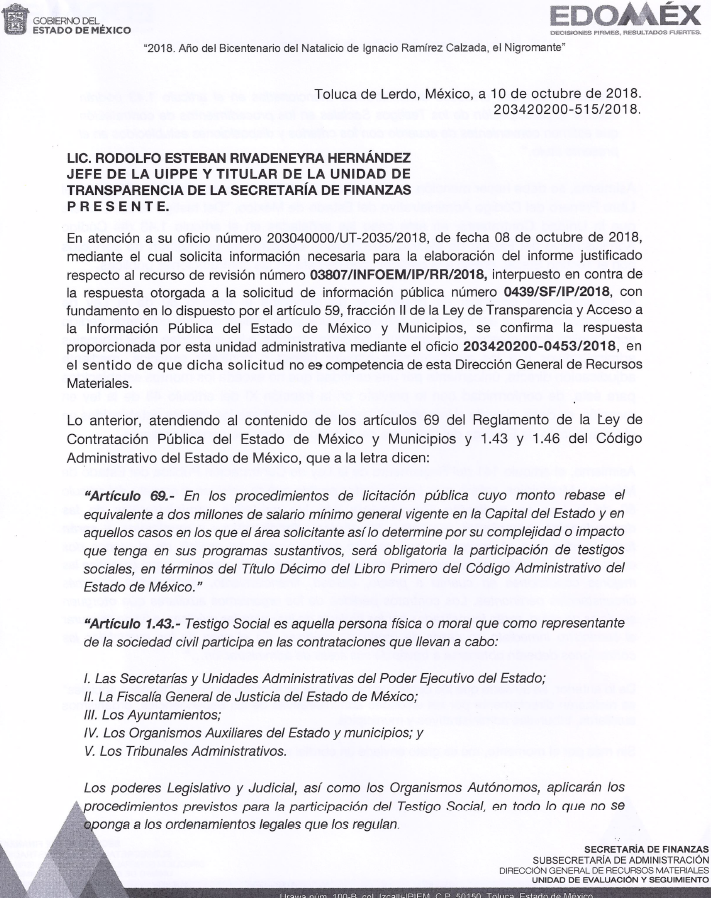 GOBIERNO DEL
ESTADO DE MÉXICO
EDOMÉX
DECISIONES FIRMES, RESULTADOS FUERTES.
"2018. Año del Bicentenario del Natalicio de Ignacio Ramírez Calzada, el Nigromante"
Toluca de Lerdo, México, a 10 de octubre de 2018.
203420200-515/2018.
LIC. RODOLFO ESTEBAN RIVADENEYRA HERNÁNDEZ
JEFE DE LA UIPPE Y TITULAR DE LA UNIDAD DE
TRANSPARENCIA DE LA SECRETARÍA DE FINANZAS
P R E S E N T E.
En atención a su oficio número 203040000/UT-2035/2018, de fecha 08 de octubre de 2018,
mediante el cual solicita información necesaria para la elaboración del informe justificado
respecto al recurso de revisión número 03807/INFOEM/IP/RR/2018, interpuesto en contra de
la respuesta otorgada a la solicitud de información pública número 0439/SF/IP/2018, con
fundamento en lo dispuesto por el artículo 59, fracción II de la Ley de Transparencia y Acceso a
la Información Pública del Estado de México y Municipios, se confirma la respuesta
proporcionada por esta unidad administrativa mediante el oficio 203420200-0453/2018, en
el sentido de que dicha solicitud no es competencia de esta Dirección General de Recursos
Materiales.
Lo anterior, atendiendo al contenido de los artículos 69 del Reglamento de la Ley de
Contratación Pública del Estado de México y Municipios y 1.43 y 1.46 del Código
Administrativo del Estado de México, que a la letra dicen:
"Artículo 69.- En los procedimientos de licitación pública cuyo monto rebase el
equivalente a dos millones de salario mínimo general vigente en la Capital del Estado y en
aquellos casos en los que el área solicitante así lo determine por su complejidad o impacto
que tenga en sus programas sustantivos, será obligatoria la participación de testigos
sociales, en términos del Título Décimo del Libro Primero del Código Administrativo del
Estado de México."
"Artículo 1.43.- Testigo Social es aquella persona física o moral que como representante
de la sociedad civil participa en las contrataciones que llevan a cabo:
I. Las Secretarías y Unidades Administrativas del Poder Ejecutivo del Estado;
II. La Fiscalía General de Justicia del Estado de México;
III. Los Ayuntamientos;
IV. Los Organismos Auxiliares del Estado y municipios; y
V. Los Tribunales Administrativos.
Los poderes Legislativo y Judicial, así como los Organismos Autónomos, aplicarán los
procedimientos previstos para la participación del Testigo Social, en todo lo que no se
oponga a los ordenamientos legales que los regulan.
SECRETARÍA DE FINANZAS
SUBSECRETARÍA DE ADMINISTRACIÓN
DIRECCIÓN GENERAL DE RECURSOS MATERIALES
UNIDAD DE EVALUACIÓN Y SEGUIMIENTO
Urawa núm. 100-B, col. Izcalli-IPIEM, C.P. 50150, Toluca, Estado de México.